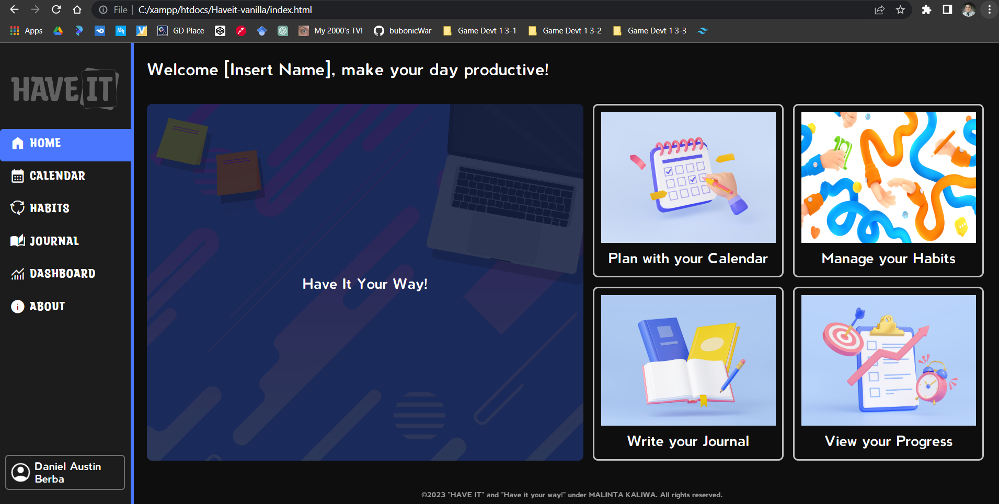 File | C:/xampp/htdocs/Haveit-vanilla/index.html
Apps
GD Place
My 2000's TV!
bubonicWar
Game Devt 1 3-1
Game Devt 1 3-2
Game Devt 1 3-3
HAVE IT
HOME
CALENDAR
HABITS
JOURNAL
DASHBOARD
ABOUT
Daniel Austin
Berba
Welcome [Insert Name], make your day productive!
Have It Your Way!
Plan with your Calendar
Manage your Habits
Write your Journal
View your Progress
©2023 "HAVE IT" and "Have it your way!" under MALINTA KALIWA. All rights reserved.